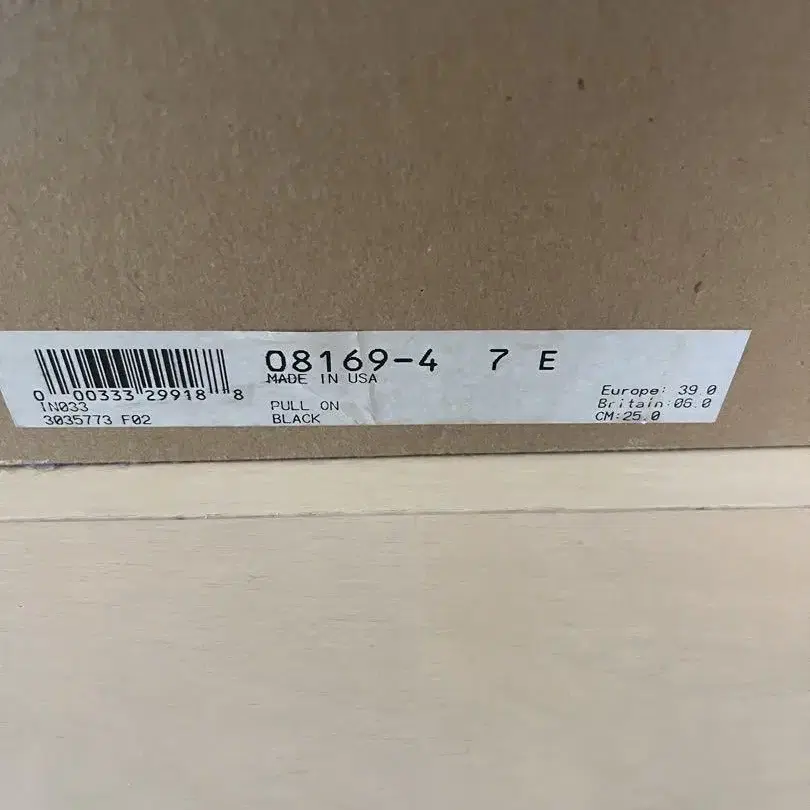 0 00333 29918 8
IN033
3035773 F02
08169-4 7 E
MADE IN USA
PULL ON
BLACK
Europe: 39.0
Britain:06.0
CM:25.0